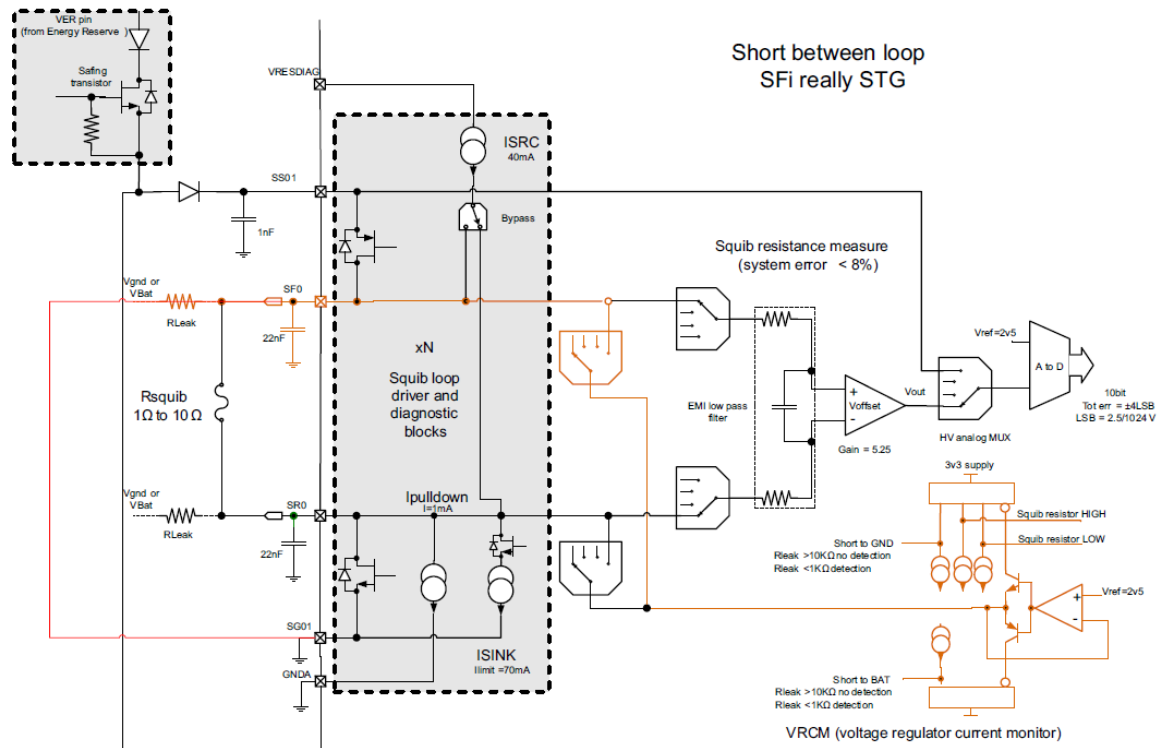 VER pin
(from Energy Reserve )
Safing
transistor
Short between loop
SFi really STG
VRESDIAG
ISRC
40mA
SS01
Bypass
1nF
Squib resistance measure
(system error < 8%)
Vgnd or
VBat
SF0
RLeak
22nF
Vref=2v5
A to D
xN
Squib loop
driver and
diagnostic
blocks
Rsquib
1Ω to 10 Ω
EMI low pass
filter
+
Voffset
-
Vout
Gain = 5.25
HV analog MUX
10bit
Tot err = ±4LSB
LSB = 2.5/1024 V
3v3 supply
Vgnd or
VBat
SR0
RLeak
22nF
Ipulldown
I=1mA
Squib resistor HIGH
Squib resistor LOW
Short to GND
Rleak >10KΩ no detection
Rleak <1KΩ detection
+
Vref=2v5
-
SG01
GNDA
ISINK
Ilimit =70mA
Short to BAT
Rleak >10KΩ no detection
Rleak <1KΩ detection
VRCM (voltage regulator current monitor)